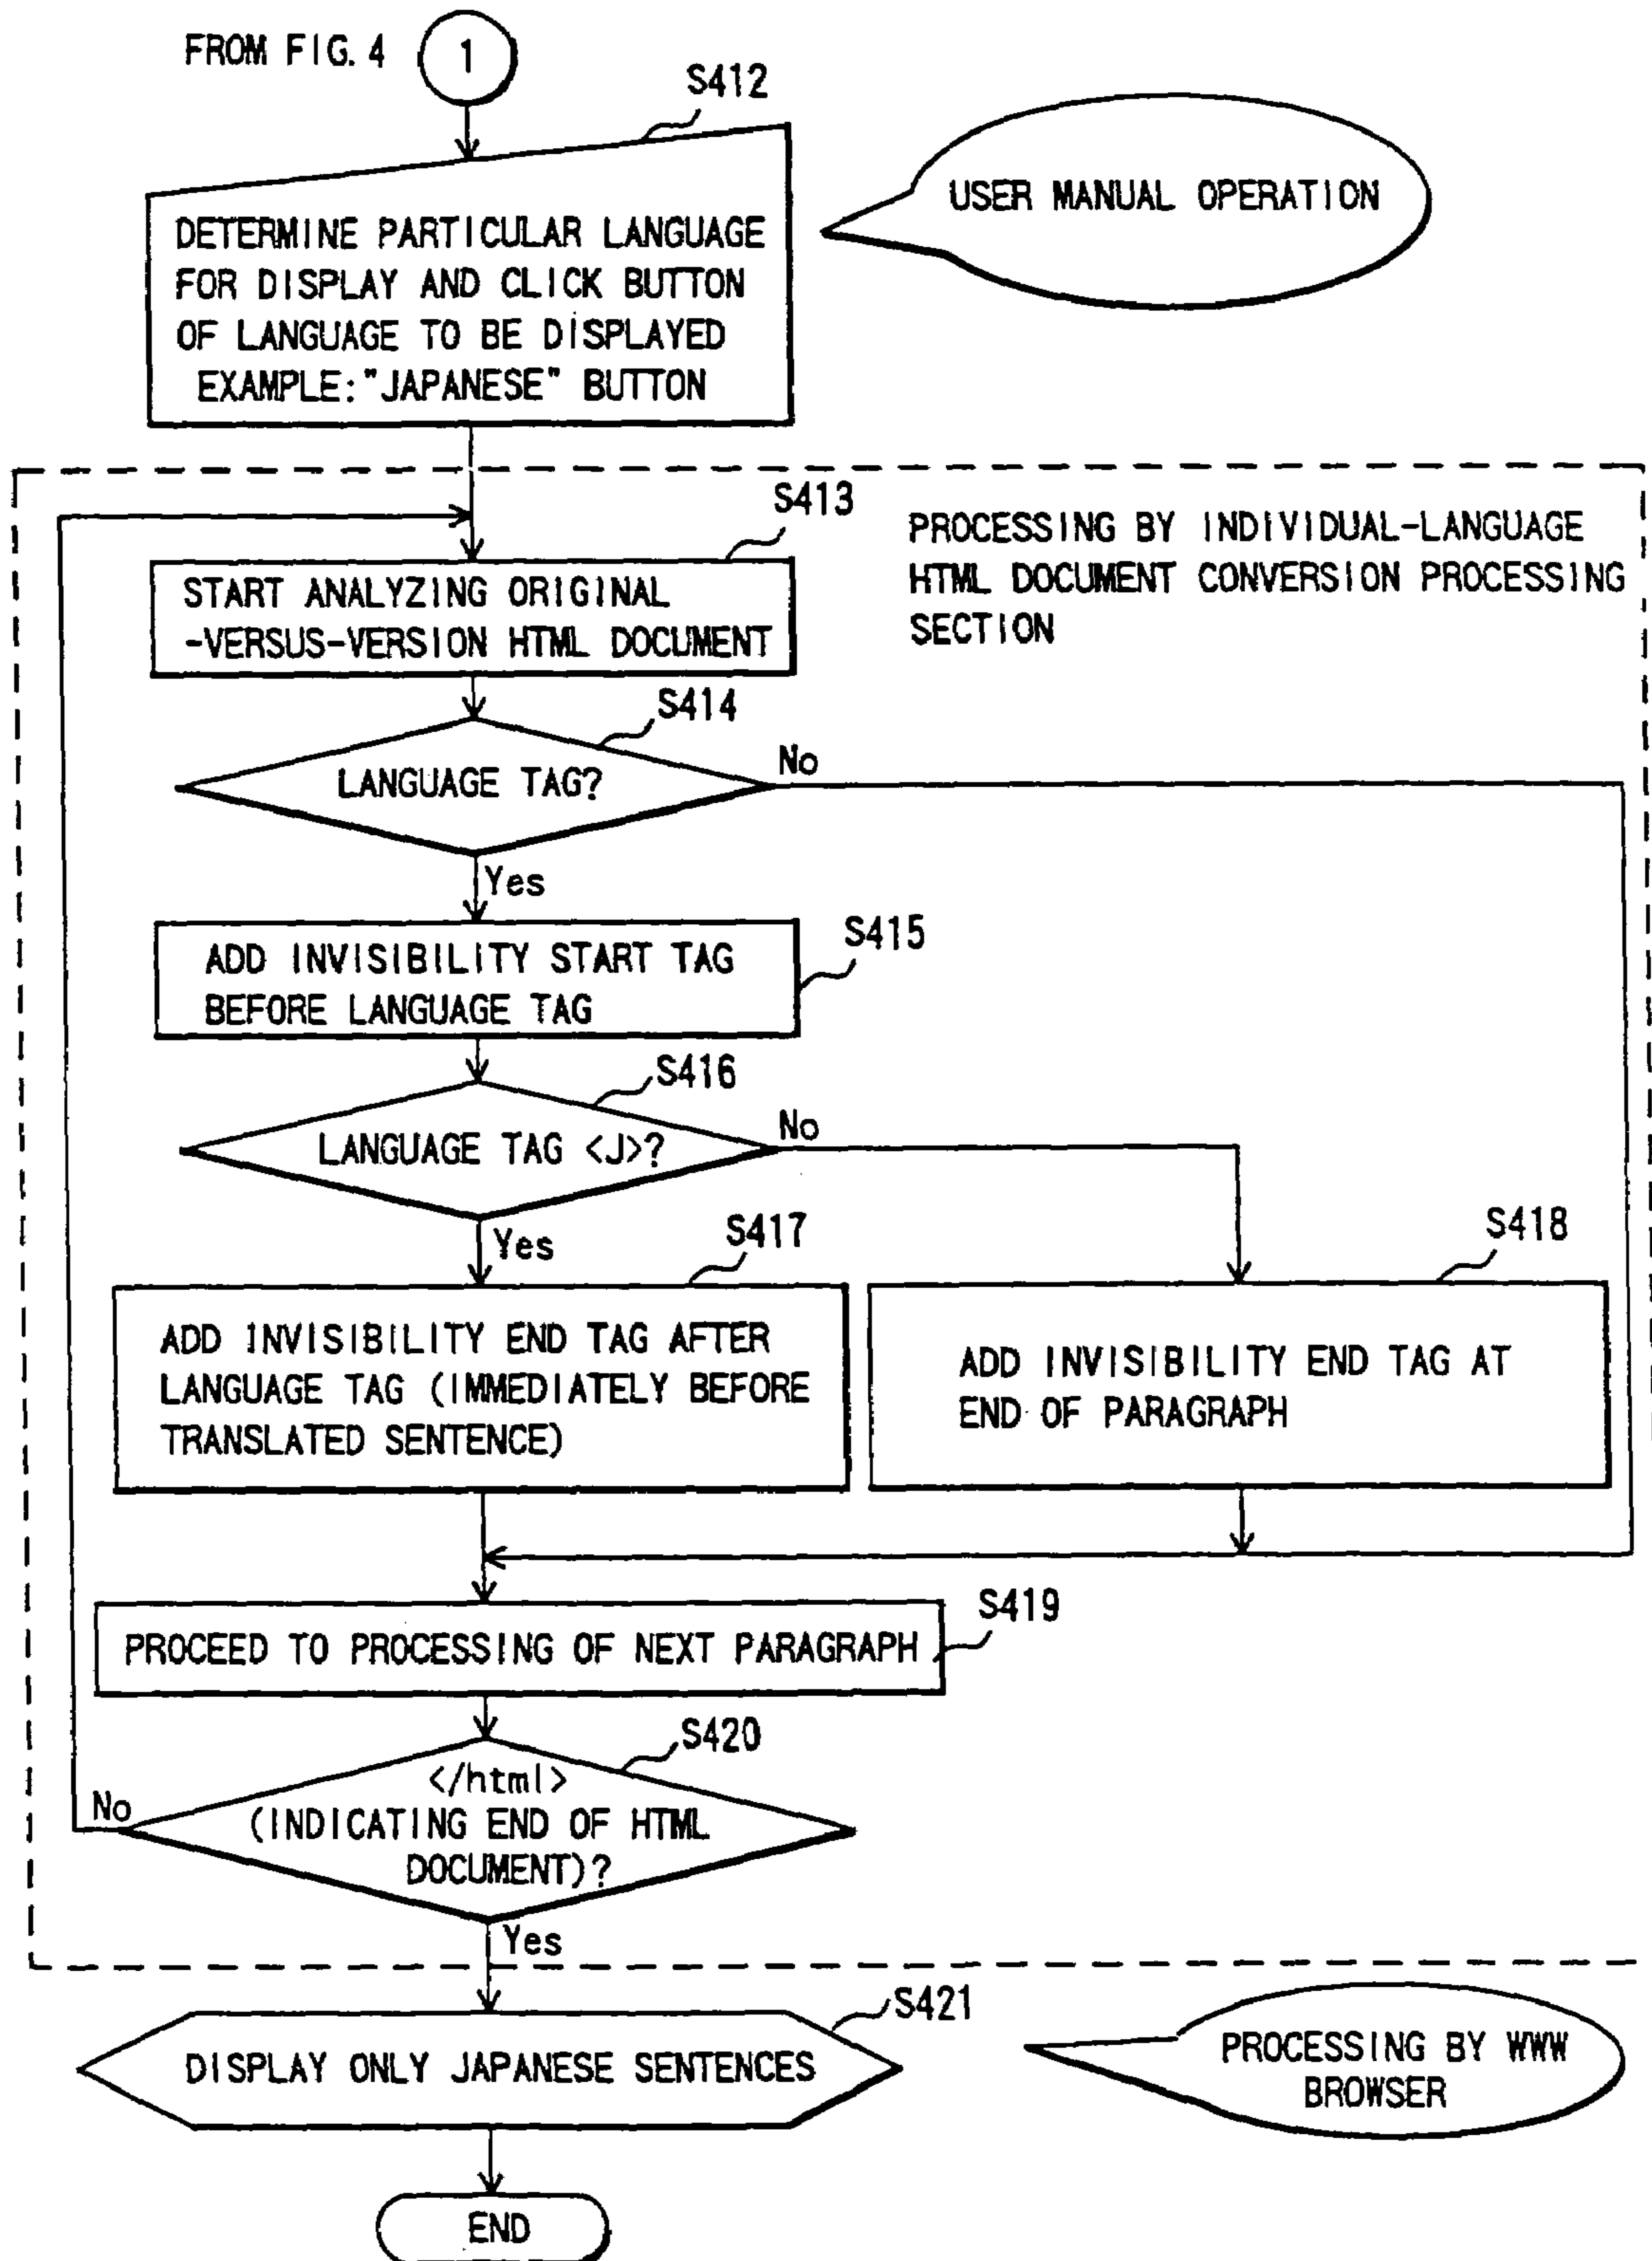 FROM FIG. 4
1
S412
DETERMINE PARTICULAR LANGUAGE
FOR DISPLAY AND CLICK BUTTON
OF LANGUAGE TO BE DISPLAYED
EXAMPLE:"JAPANESE" BUTTON
USER MANUAL OPERATION
S413
START ANALYZING ORIGINAL
-VERSUS-VERSION HTML DOCUMENT
PROCESSING BY INDIVIDUAL-LANGUAGE
HTML DOCUMENT CONVERSION PROCESSING
SECTION
S414
LANGUAGE TAG?
No
Yes
S415
ADD INVISIBILITY START TAG
BEFORE LANGUAGE TAG
S416
LANGUAGE TAG <J>?
No
Yes
S417
ADD INVISIBILITY END TAG AFTER
LANGUAGE TAG (IMMEDIATELY BEFORE
TRANSLATED SENTENCE)
S418
ADD INVISIBILITY END TAG AT
END OF PARAGRAPH
S419
PROCEED TO PROCESSING OF NEXT PARAGRAPH
S420
</html>
(INDICATING END OF HTML
DOCUMENT)?
No
Yes
S421
DISPLAY ONLY JAPANESE SENTENCES
PROCESSING BY WWW
BROWSER
END